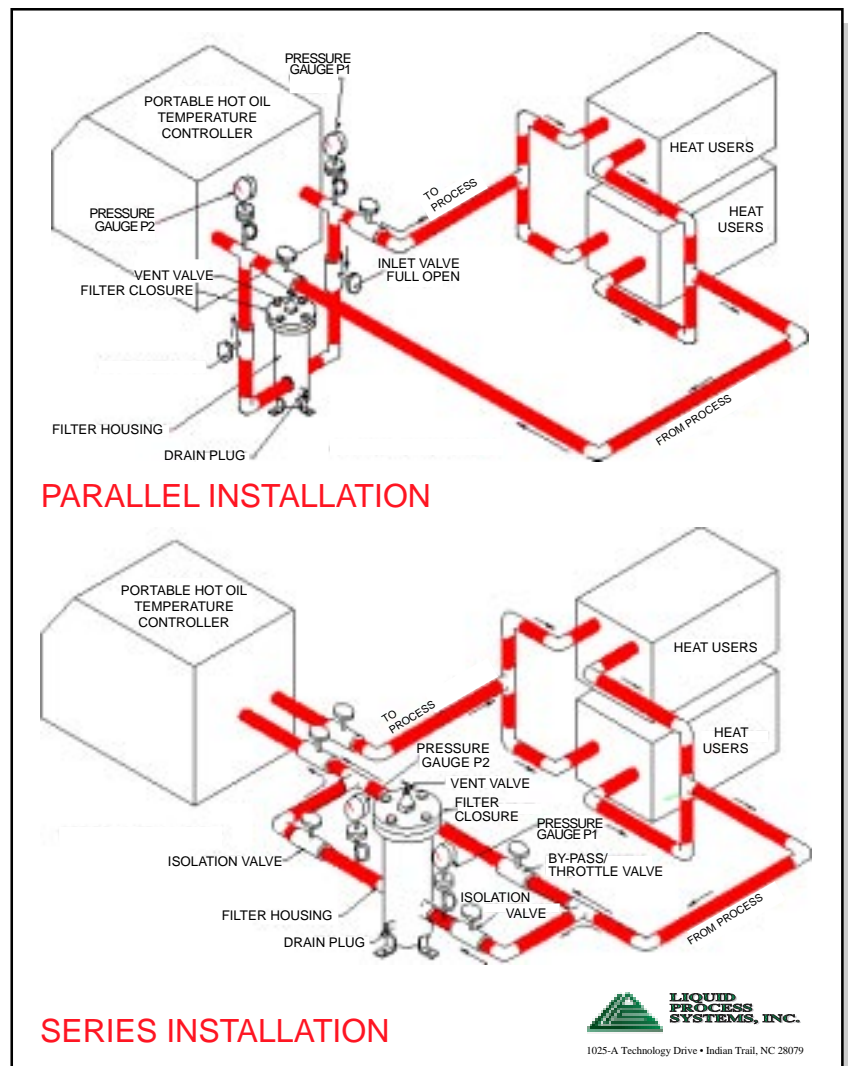 PRESSURE
GAUGE P1
PORTABLE HOT OIL
TEMPERATURE
CONTROLLER
HEAT USERS
TO
PROCESS
PRESSURE
GAUGE P2
HEAT
USERS
INLET VALVE
FULL OPEN
VENT VALVE
FILTER CLOSURE
FILTER HOUSING
FROM PROCESS
DRAIN PLUG
PARALLEL INSTALLATION
PORTABLE HOT OIL
TEMPERATURE
CONTROLLER
HEAT USERS
TO
PROCESS
HEAT
USERS
PRESSURE
GAUGE P2
VENT VALVE
FILTER
CLOSURE
PRESSURE
GAUGE P1
ISOLATION VALVE
BY-PASS/
THROTTLE VALVE
ISOLATION
VALVE
FILTER HOUSING
FROM PROCESS
DRAIN PLUG
SERIES INSTALLATION
LIQUID
PROCESS
SYSTEMS, INC.
1025-A Technology Drive • Indian Trail, NC 28079